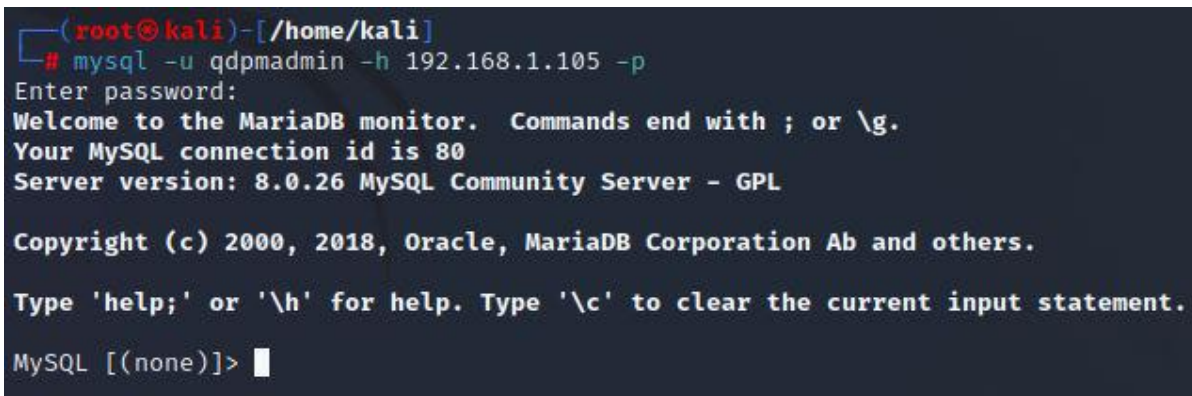 (root㉿kali)-[/home/kali]
# mysql -u qdpmadmin -h 192.168.1.105 -p
Enter password:
Welcome to the MariaDB monitor.  Commands end with ; or \g.
Your MySQL connection id is 80
Server version: 8.0.26 MySQL Community Server - GPL
Copyright (c) 2000, 2018, Oracle, MariaDB Corporation Ab and others.
Type 'help;' or '\h' for help. Type '\c' to clear the current input statement.
MySQL [(none)]>